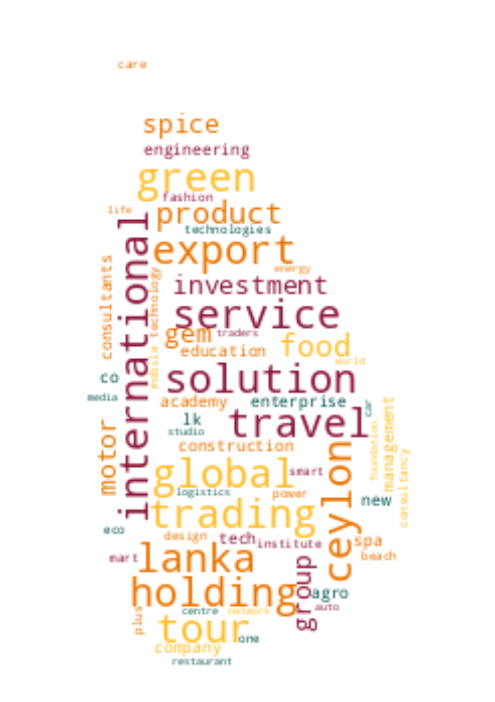 care
spice
engineering
green
fashion
life
product
technologies
international
export
energy
consultants
mobile
technology
investment
service
gem
traders
education
food
world
solution
co
media
academy
enterprise
car
lk
travel
studio
management
foundation
construction
motor
consultancy
global
smart
ceylon
logistics
power
new
trading
eco
design
tech
institute
spa
beach
mart
lanka
group
holding
agro
auto
plus
centre
network
tour
one
company
restaurant